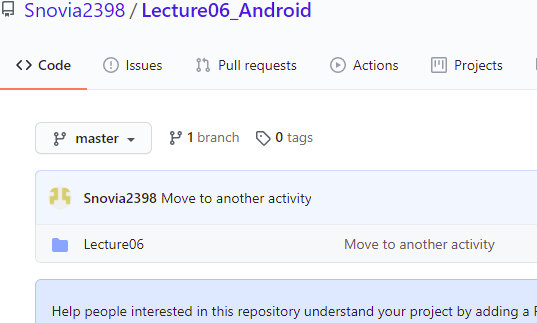 Snovia2398 / Lecture06_Android
Code Issues Pull requests Actions Projects
master 1 branch 0 tags
Snovia2398 Move to another activity
Lecture06 Move to another activity
Help people interested in this repository understand your project by adding a